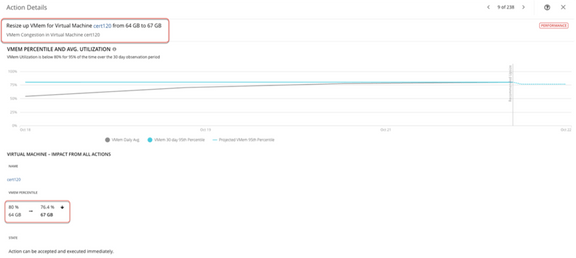 Action Details
9 of 238
Resize up VMem for Virtual Machine cert120 from 64 GB to 67 GB
PERFORMANCE
VMem Congestion in Virtual Machine cert120
VMEM PERCENTILE AND AVG. UTILIZATION
VMem Utilization is below 80% for 95% of the time over the 30 day observation period
100%
75%
50%
25%
0%
Oct 18
Oct 19
Oct 21
Oct 22
VMem Daily Avg
VMem 30-day 95th Percentile
Projected VMem 95th Percentile
VIRTUAL MACHINE – IMPACT FROM ALL ACTIONS
NAME
cert120
VMEM PERCENTILE
80 % → 76.4 %
64 GB 67 GB
STATE
Action can be accepted and executed immediately.